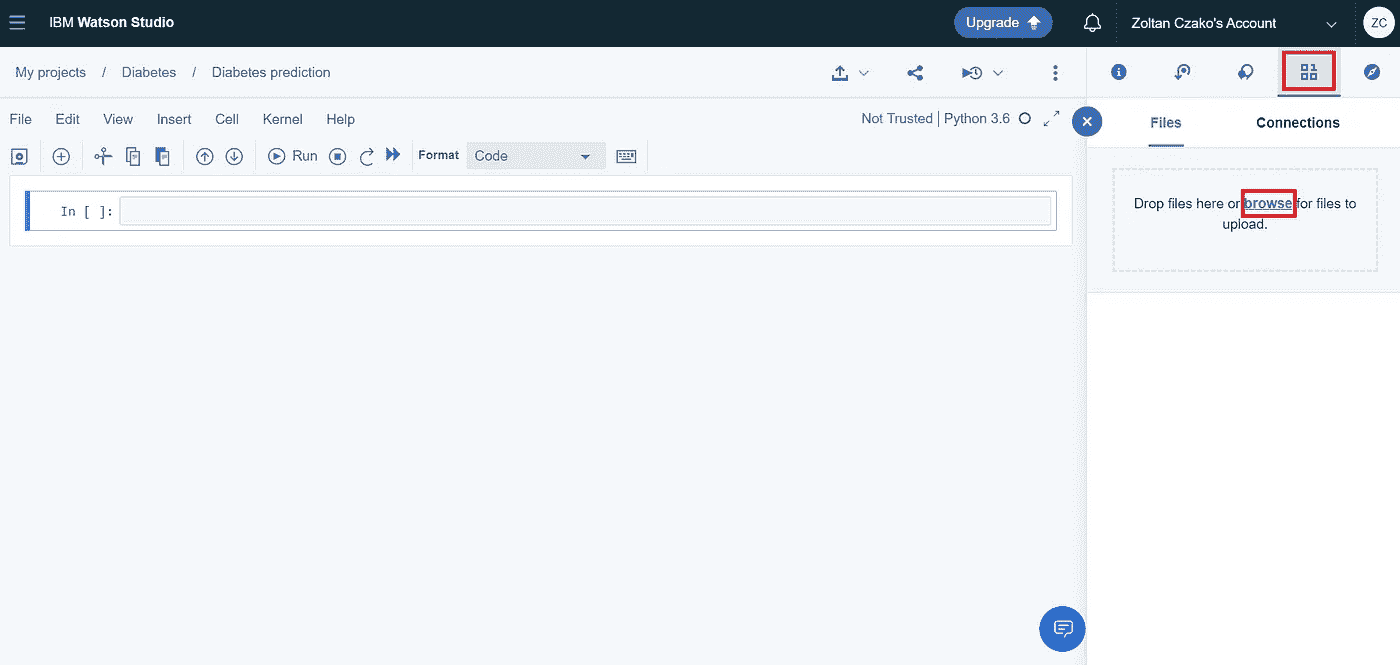 IBM Watson Studio
Upgrade
Zoltan Czako's Account
ZC
My projects / Diabetes / Diabetes prediction
File Edit View Insert Cell Kernel Help
Not Trusted | Python 3.6
Run
Format
Code
In [ ]:
Files
Connections
Drop files here or browse for files to
upload.